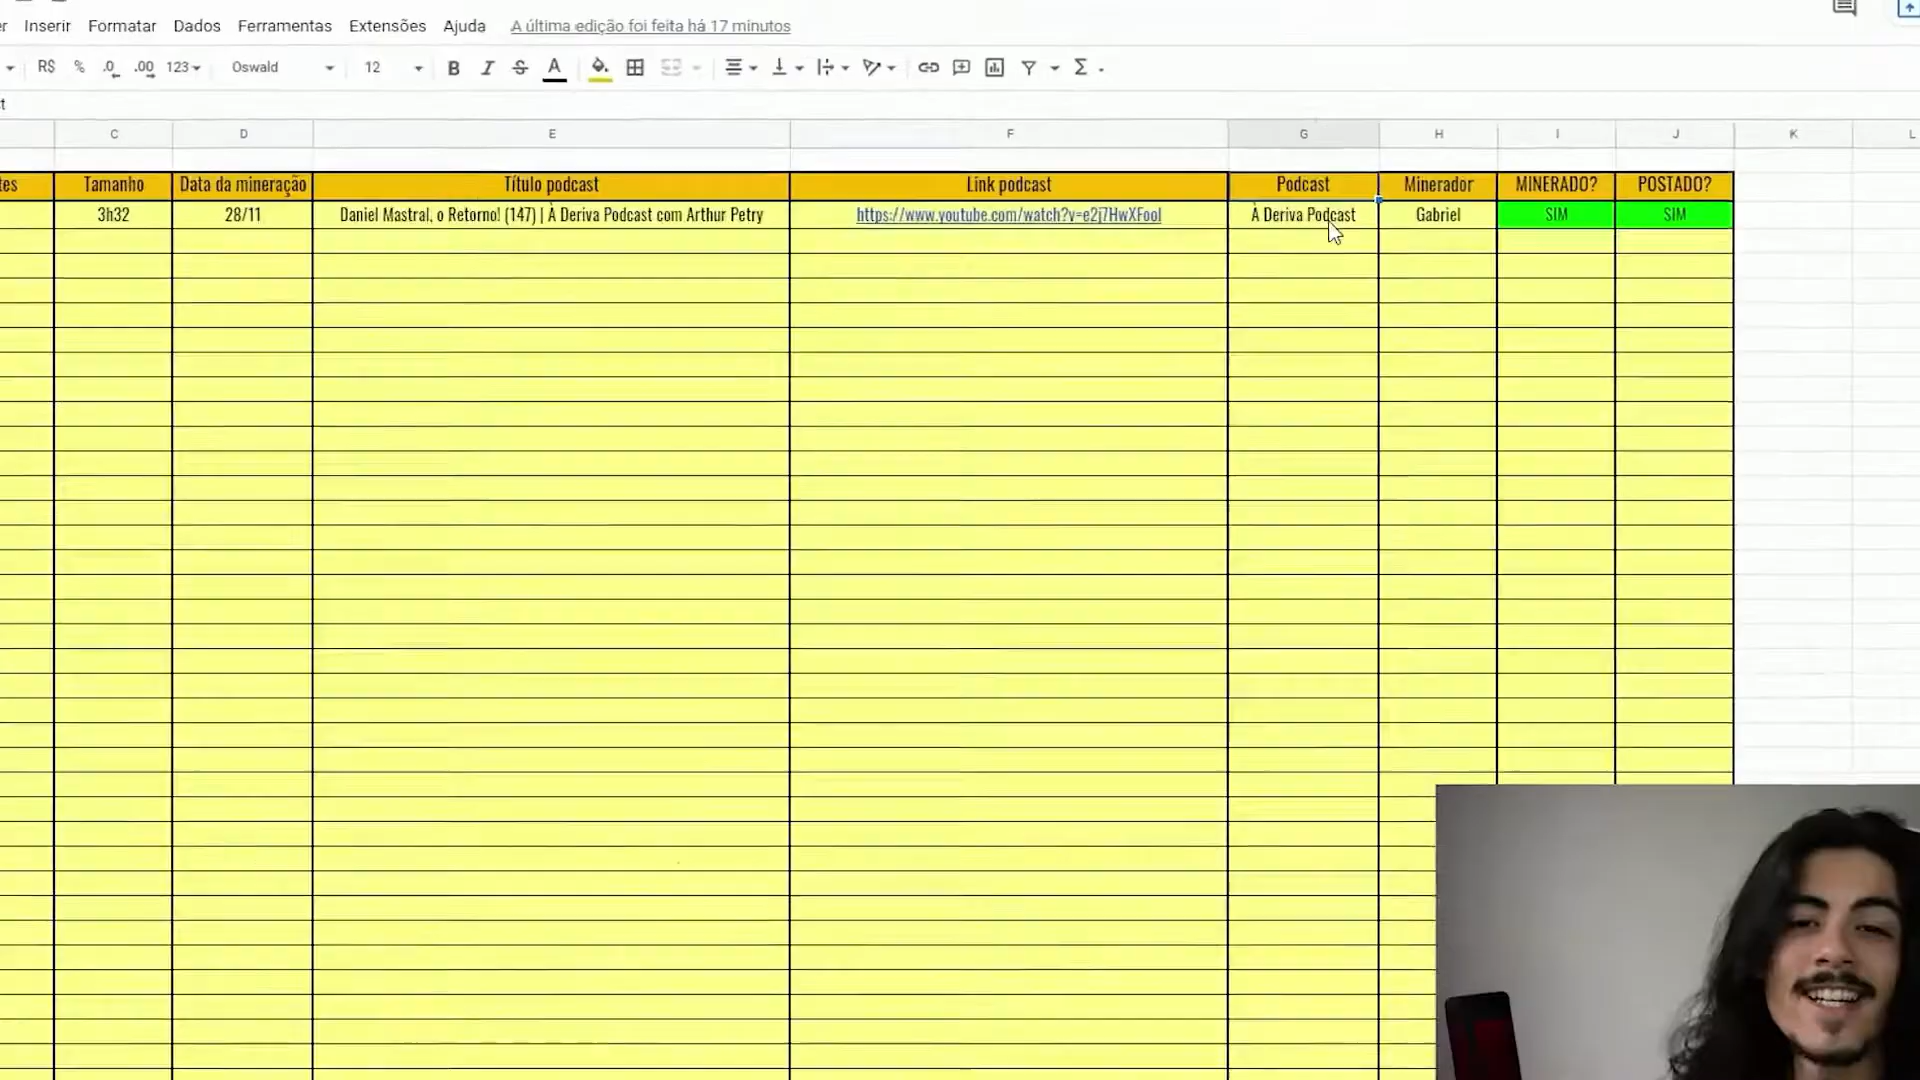 Inserir Formatar Dados Ferramentas Extensões Ajuda A última edição foi feita há 17 minutos
R$ % .0 .00 123 Oswald 12 B I S A Σ
t
C D E F G H I J K L
tes Tamanho Data da mineração Título podcast Link podcast Podcast Minerador MINERADO? POSTADO?
3h32 28/11 Daniel Mastral, o Retorno! (147) | À Deriva Podcast com Arthur Petry https://www.youtube.com/watch?v=e2j7HwXFooI À Deriva Podcast Gabriel SIM SIM